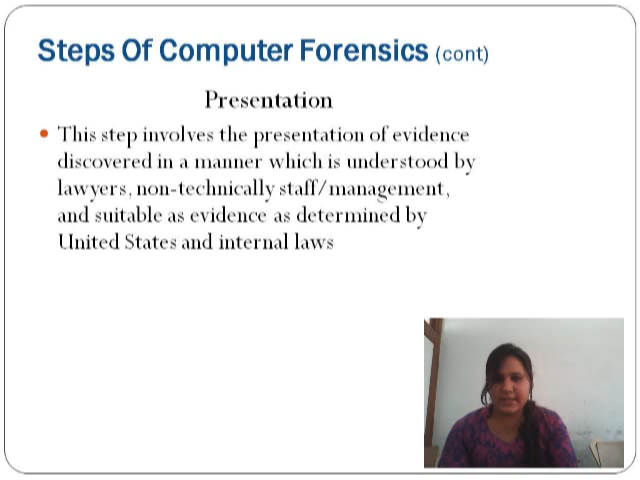 Steps Of Computer Forensics (cont)
Presentation
• This step involves the presentation of evidence
discovered in a manner which is understood by
lawyers, non-technically staff/management,
and suitable as evidence as determined by
United States and internal laws